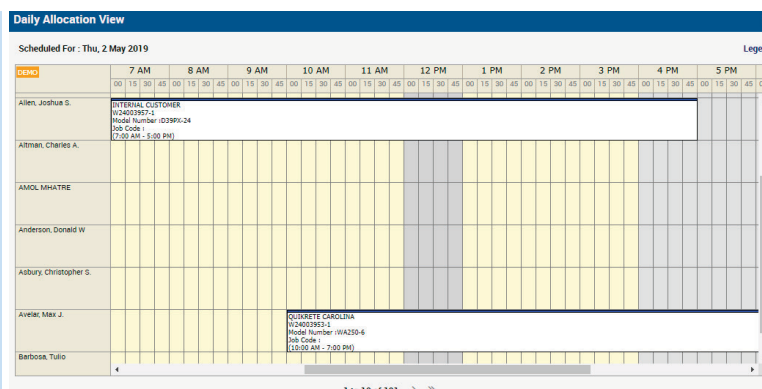 Daily Allocation View
Scheduled For : Thu, 2 May 2019
Lege
DEMO
7 AM 8 AM 9 AM 10 AM 11 AM 12 PM 1 PM 2 PM 3 PM 4 PM 5 PM
00 15 30 45 00 15 30 45 00 15 30 45 00 15 30 45 00 15 30 45 00 15 30 45 00 15 30 45 00 15 30 45 00 15 30 45 00 15 30 45 00 15 30 45
Allen, Joshua S.
INTERNAL CUSTOMER
W24003957-1
Model Number :D39PX-24
Job Code :
(7:00 AM - 5:00 PM)
Altman, Charles A.
AMOL MHATRE
Anderson, Donald W
Asbury, Christopher S.
Avelar, Max J.
QUIKRETE CAROLINA
W24003953-1
Model Number :WA250-6
Job Code :
(10:00 AM - 7:00 PM)
Barbosa, Tulio